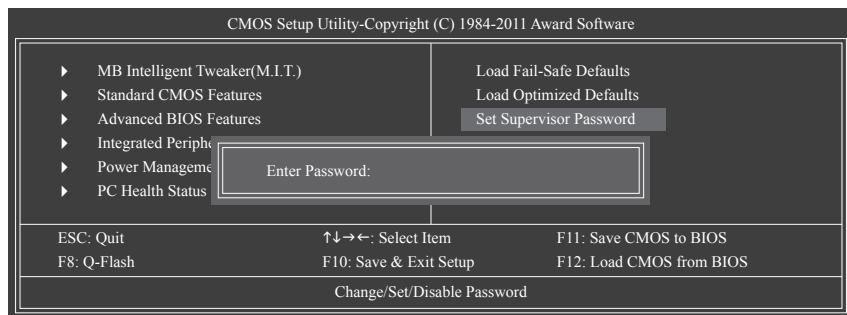 CMOS Setup Utility-Copyright (C) 1984-2011 Award Software
MB Intelligent Tweaker(M.I.T.)
Standard CMOS Features
Advanced BIOS Features
Integrated
Power
PC Health Status
Load Fail-Safe Defaults
Load Optimized Defaults
Set Supervisor Password
Enter Password:
ESC: Quit
↑↓→←: Select Item
F11: Save CMOS to BIOS
F8: Q-Flash
F10: Save & Exit Setup
F12: Load CMOS from BIOS
Change/Set/Disable Password